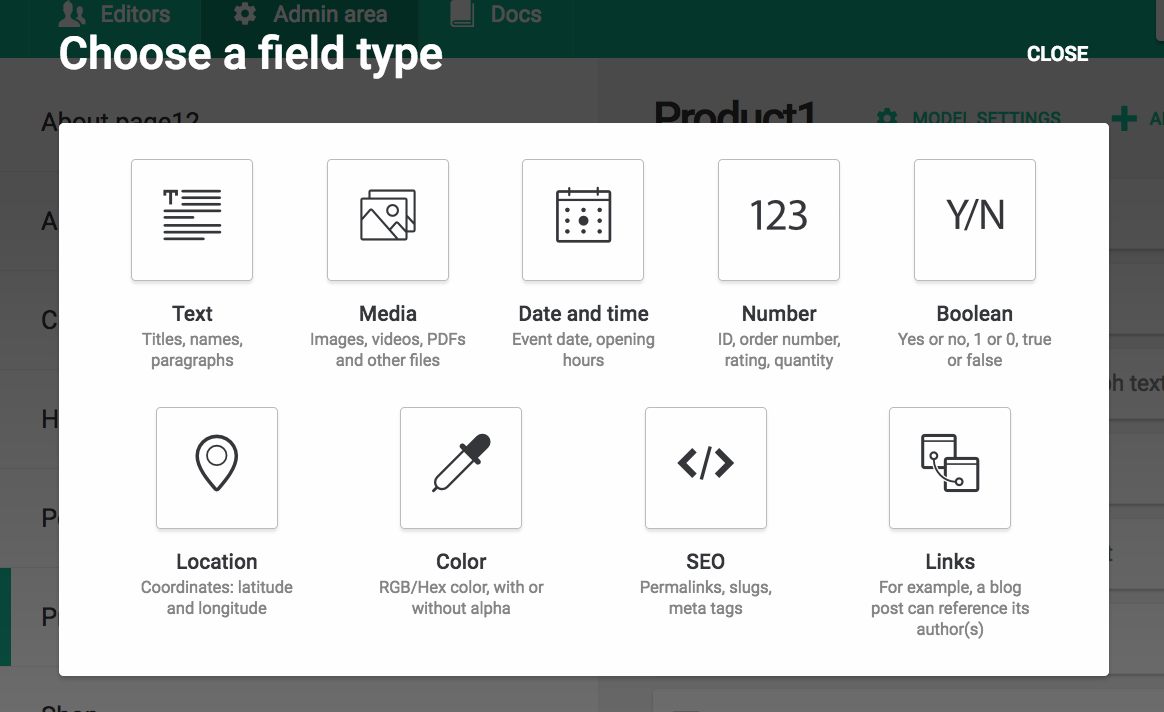 Editors
Admin area
Docs
Choose a field type
CLOSE
About page12
Product1
MODEL SETTINGS
123
Y/N
Text
Titles, names,
paragraphs
Media
Images, videos, PDFs
and other files
Date and time
Event date, opening
hours
Number
ID, order number,
rating, quantity
Boolean
Yes or no, 1 or 0, true
or false
Location
Coordinates: latitude
and longitude
Color
RGB/Hex color, with or
without alpha
SEO
Permalinks, slugs,
meta tags
Links
For example, a blog
post can reference its
author(s)